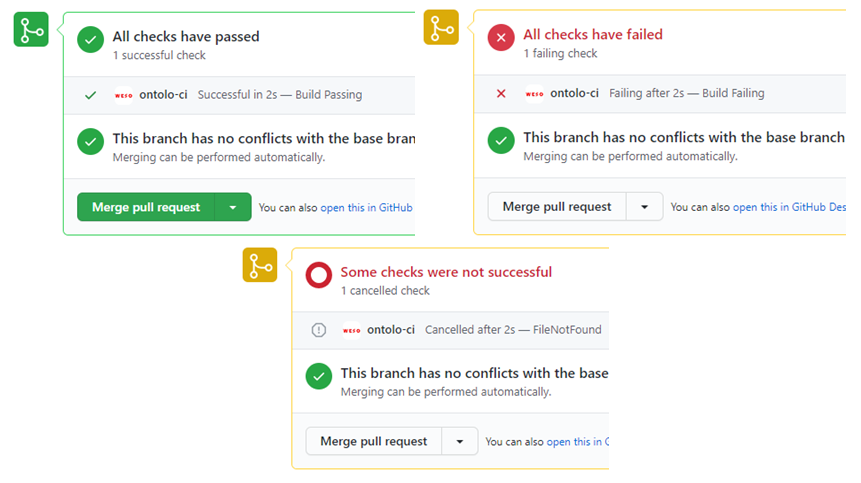 All checks have passed
1 successful check
WESO ontolo-ci Successful in 2s — Build Passing
This branch has no conflicts with the base bran
Merging can be performed automatically.
Merge pull request You can also open this in GitHub
All checks have failed
1 failing check
WESO ontolo-ci Failing after 2s — Build Failing
This branch has no conflicts with the base branch
Merging can be performed automatically.
Merge pull request You can also open this in GitHub Des
Some checks were not successful
1 cancelled check
WESO ontolo-ci Cancelled after 2s — FileNotFound
This branch has no conflicts with the base
Merging can be performed automatically.
Merge pull request You can also open this in G